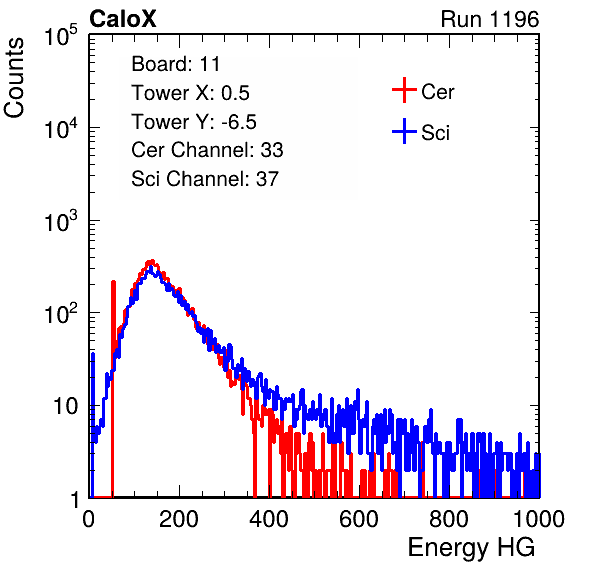 CaloX Run 1196
Counts
Board: 11
Tower X: 0.5
Tower Y: -6.5
Cer Channel: 33
Sci Channel: 37
Cer
Sci
10^5
10^4
10^3
10^2
10
1
0 200 400 600 800 1000
Energy HG